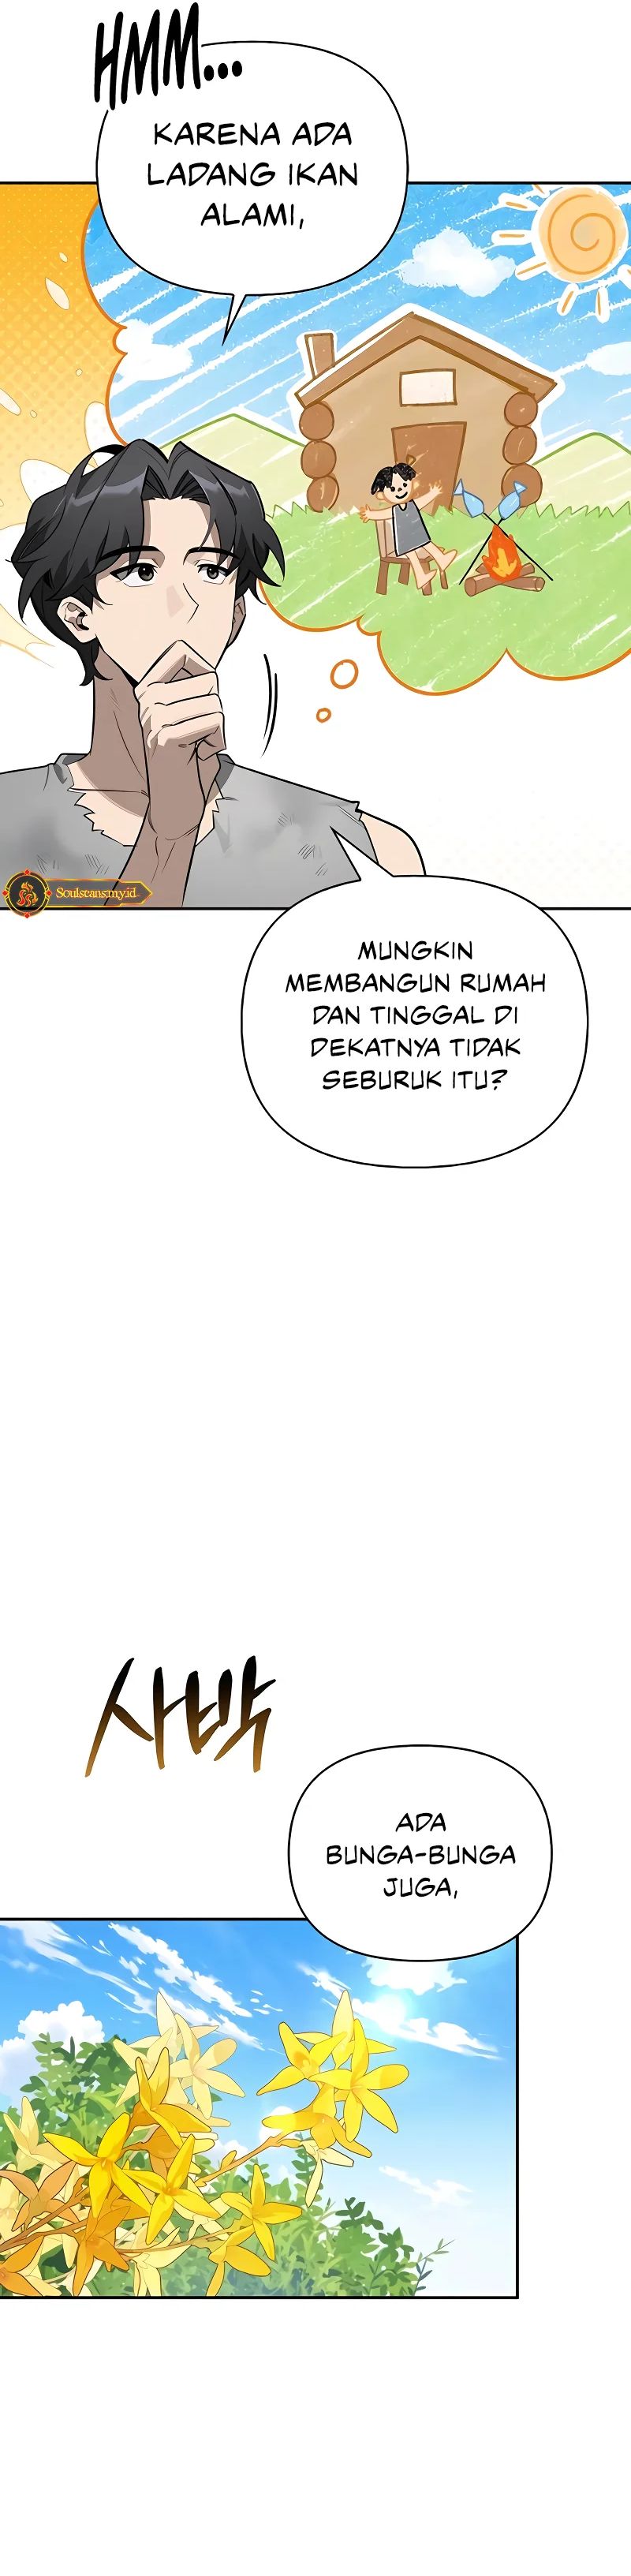 HMM...
KARENA ADA
LADANG IKAN
ALAMI,
Soulscans.my.id
MUNGKIN
MEMBANGUN RUMAH
DAN TINGGAL DI
DEKATNYA TIDAK
SEBURUK ITU?
사박
ADA
BUNGA-BUNGA
JUGA,